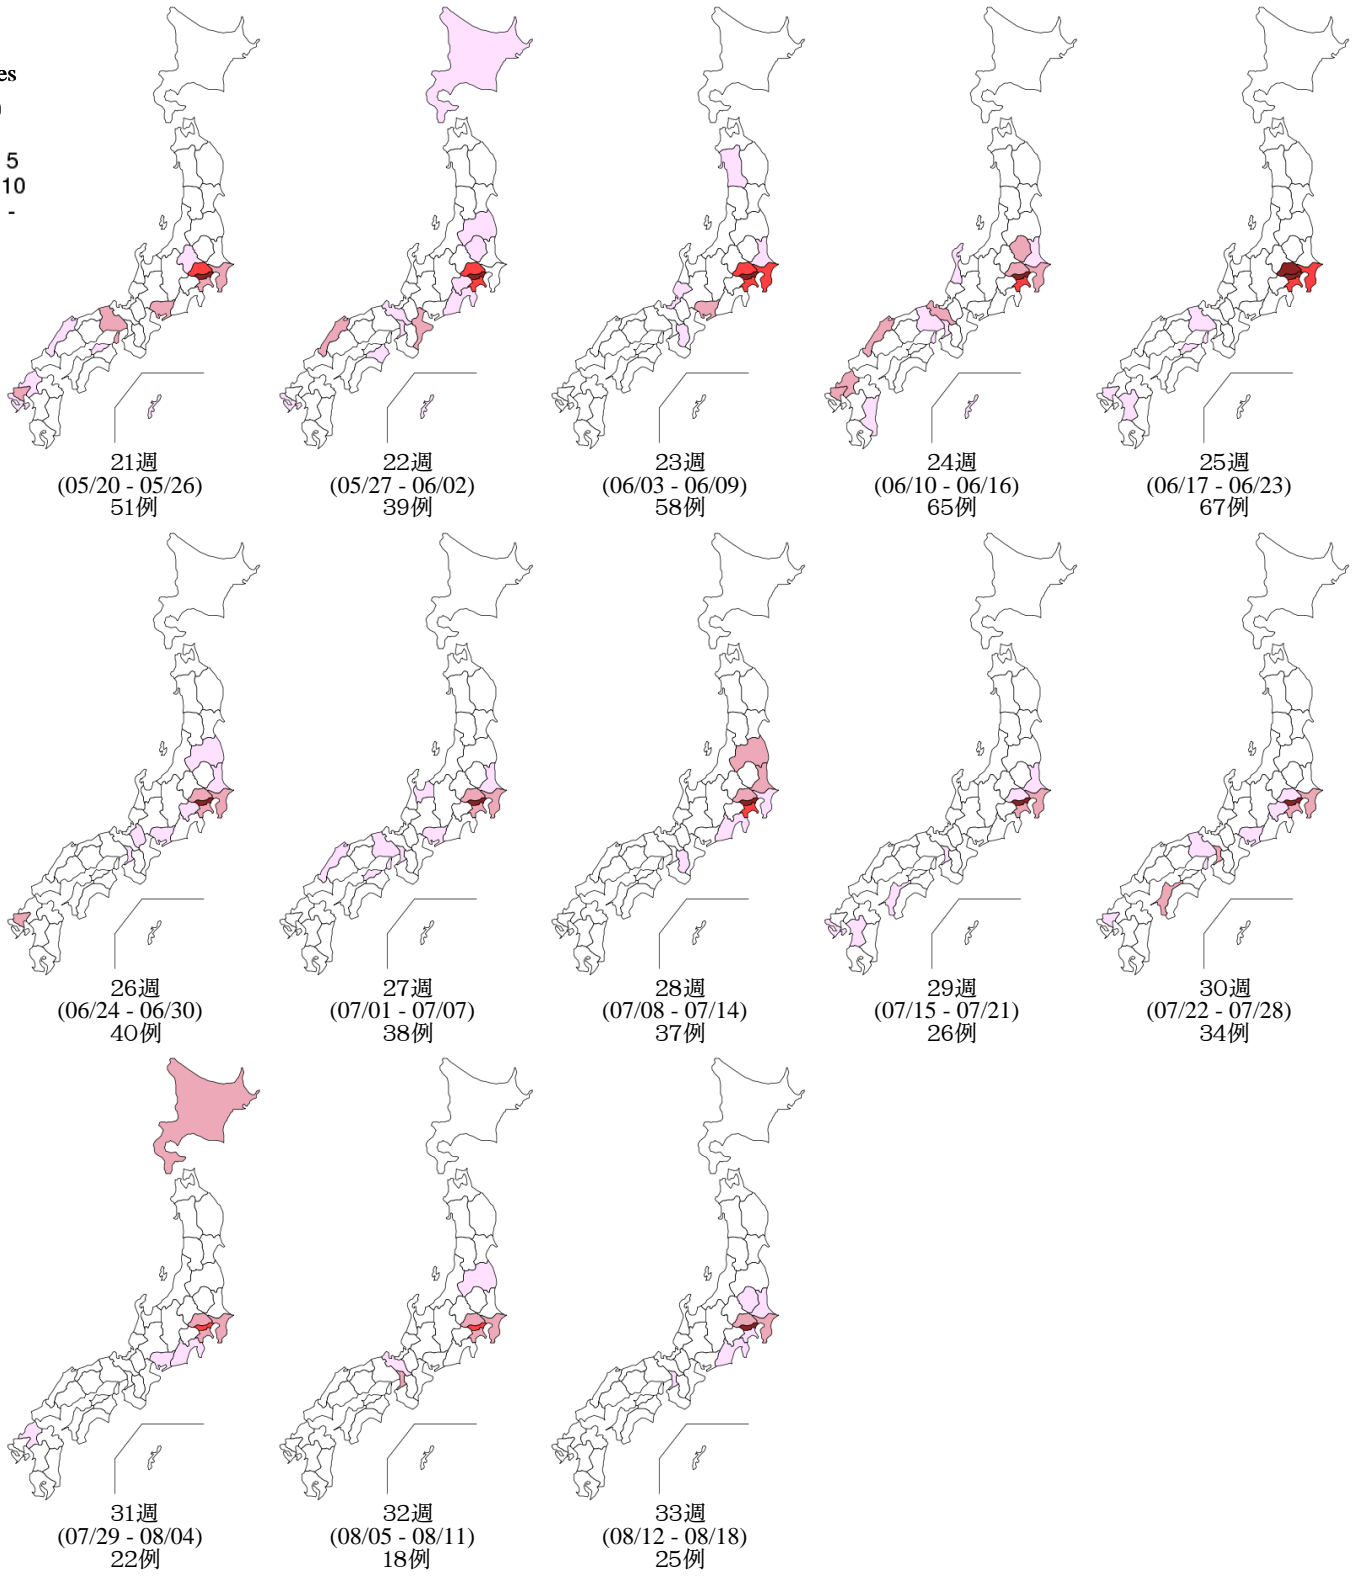 es
5
10
-
21週
(05/20 - 05/26)
51例
22週
(05/27 - 06/02)
39例
23週
(06/03 - 06/09)
58例
24週
(06/10 - 06/16)
65例
25週
(06/17 - 06/23)
67例
26週
(06/24 - 06/30)
40例
27週
(07/01 - 07/07)
38例
28週
(07/08 - 07/14)
37例
29週
(07/15 - 07/21)
26例
30週
(07/22 - 07/28)
34例
31週
(07/29 - 08/04)
22例
32週
(08/05 - 08/11)
18例
33週
(08/12 - 08/18)
25例